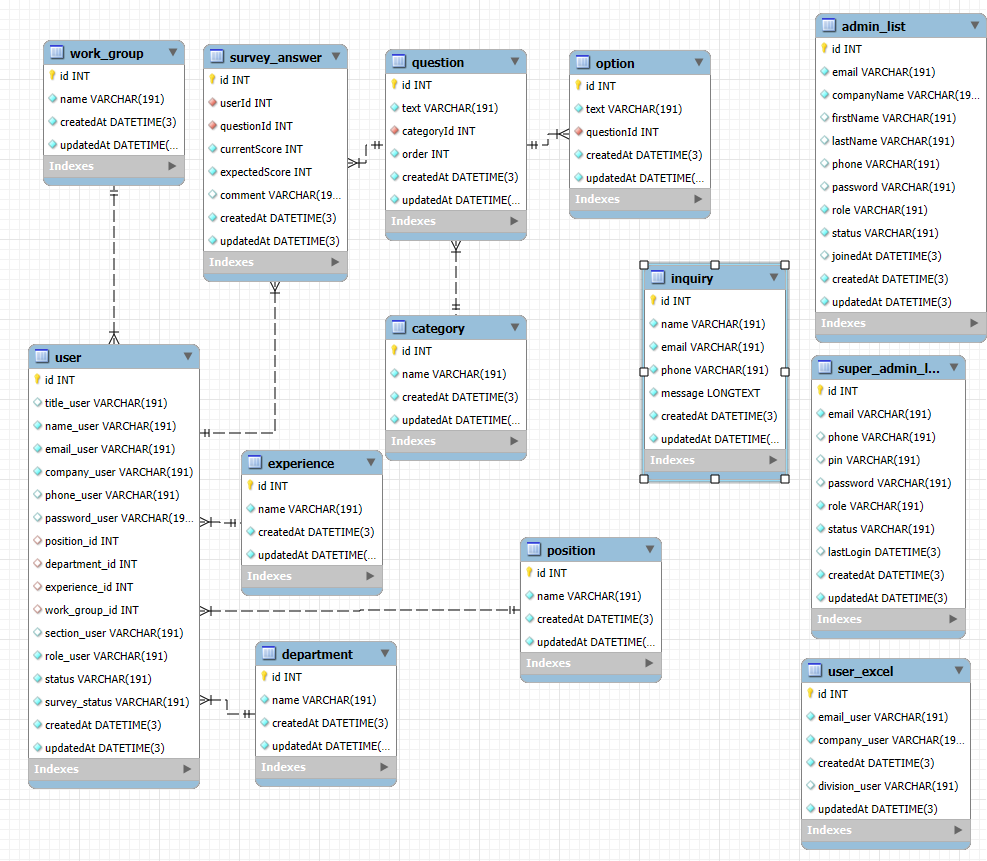 work_group
id INT
name VARCHAR(191)
createdAt DATETIME(3)
updatedAt DATETIME(...
Indexes
survey_answer
id INT
userId INT
questionId INT
currentScore INT
expectedScore INT
comment VARCHAR(19...
createdAt DATETIME(3)
updatedAt DATETIME(3)
Indexes
question
id INT
text VARCHAR(191)
categoryId INT
order INT
createdAt DATETIME(3)
updatedAt DATETIME(...
Indexes
option
id INT
text VARCHAR(191)
questionId INT
createdAt DATETIME(3)
updatedAt DATETIME(...
Indexes
admin_list
id INT
email VARCHAR(191)
companyName VARCHAR(19...
firstName VARCHAR(191)
lastName VARCHAR(191)
phone VARCHAR(191)
password VARCHAR(191)
role VARCHAR(191)
status VARCHAR(191)
joinedAt DATETIME(3)
createdAt DATETIME(3)
updatedAt DATETIME(3)
Indexes
inquiry
id INT
name VARCHAR(191)
email VARCHAR(191)
phone VARCHAR(191)
message LONGTEXT
createdAt DATETIME(3)
updatedAt DATETIME(...
Indexes
category
id INT
name VARCHAR(191)
createdAt DATETIME(3)
updatedAt DATETIME(...
Indexes
user
id INT
title_user VARCHAR(191)
name_user VARCHAR(191)
email_user VARCHAR(191)
company_user VARCHAR(191)
phone_user VARCHAR(191)
password_user VARCHAR(19...
position_id INT
department_id INT
experience_id INT
work_group_id INT
section_user VARCHAR(191)
role_user VARCHAR(191)
status VARCHAR(191)
survey_status VARCHAR(191)
createdAt DATETIME(3)
updatedAt DATETIME(3)
Indexes
super_admin_l...
id INT
email VARCHAR(191)
phone VARCHAR(191)
pin VARCHAR(191)
password VARCHAR(191)
role VARCHAR(191)
status VARCHAR(191)
lastLogin DATETIME(3)
createdAt DATETIME(3)
updatedAt DATETIME(3)
Indexes
experience
id INT
name VARCHAR(191)
createdAt DATETIME(3)
updatedAt DATETIME(...
Indexes
position
id INT
name VARCHAR(191)
createdAt DATETIME(3)
updatedAt DATETIME(...
Indexes
department
id INT
name VARCHAR(191)
createdAt DATETIME(3)
updatedAt DATETIME(...
Indexes
user_excel
id INT
email_user VARCHAR(191)
company_user VARCHAR(19...
createdAt DATETIME(3)
division_user VARCHAR(191)
updatedAt DATETIME(3)
Indexes